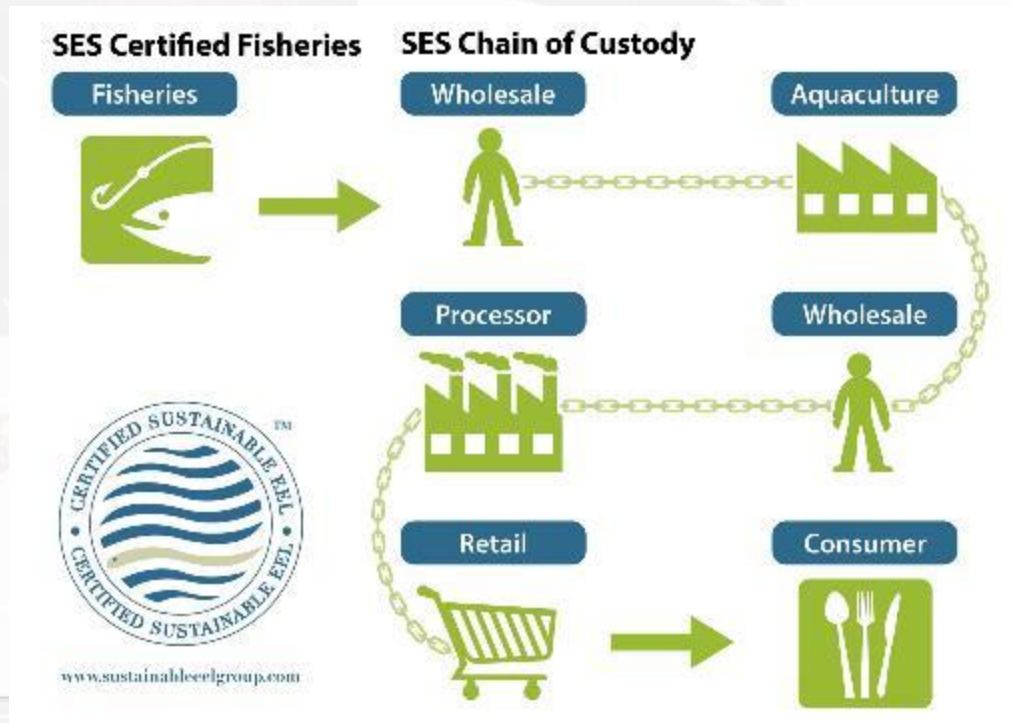 SES Certified Fisheries
SES Chain of Custody
Fisheries
Wholesale
Aquaculture
Processor
Wholesale
Retail
Consumer
CERTIFIED SUSTAINABLE EEL
TM
CERTIFIED SUSTAINABLE EEL
www.sustainableeelgroup.com